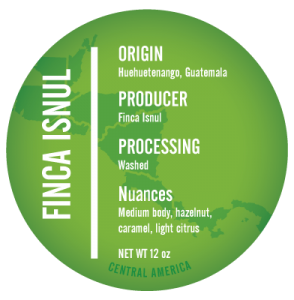 FINCA ISNUL
ORIGIN
Huehuetenango, Guatemala
PRODUCER
Finca Isnul
PROCESSING
Washed
Nuances
Medium body, hazelnut,
caramel, light citrus
NET WT 12 oz
CENTRAL AMERICA